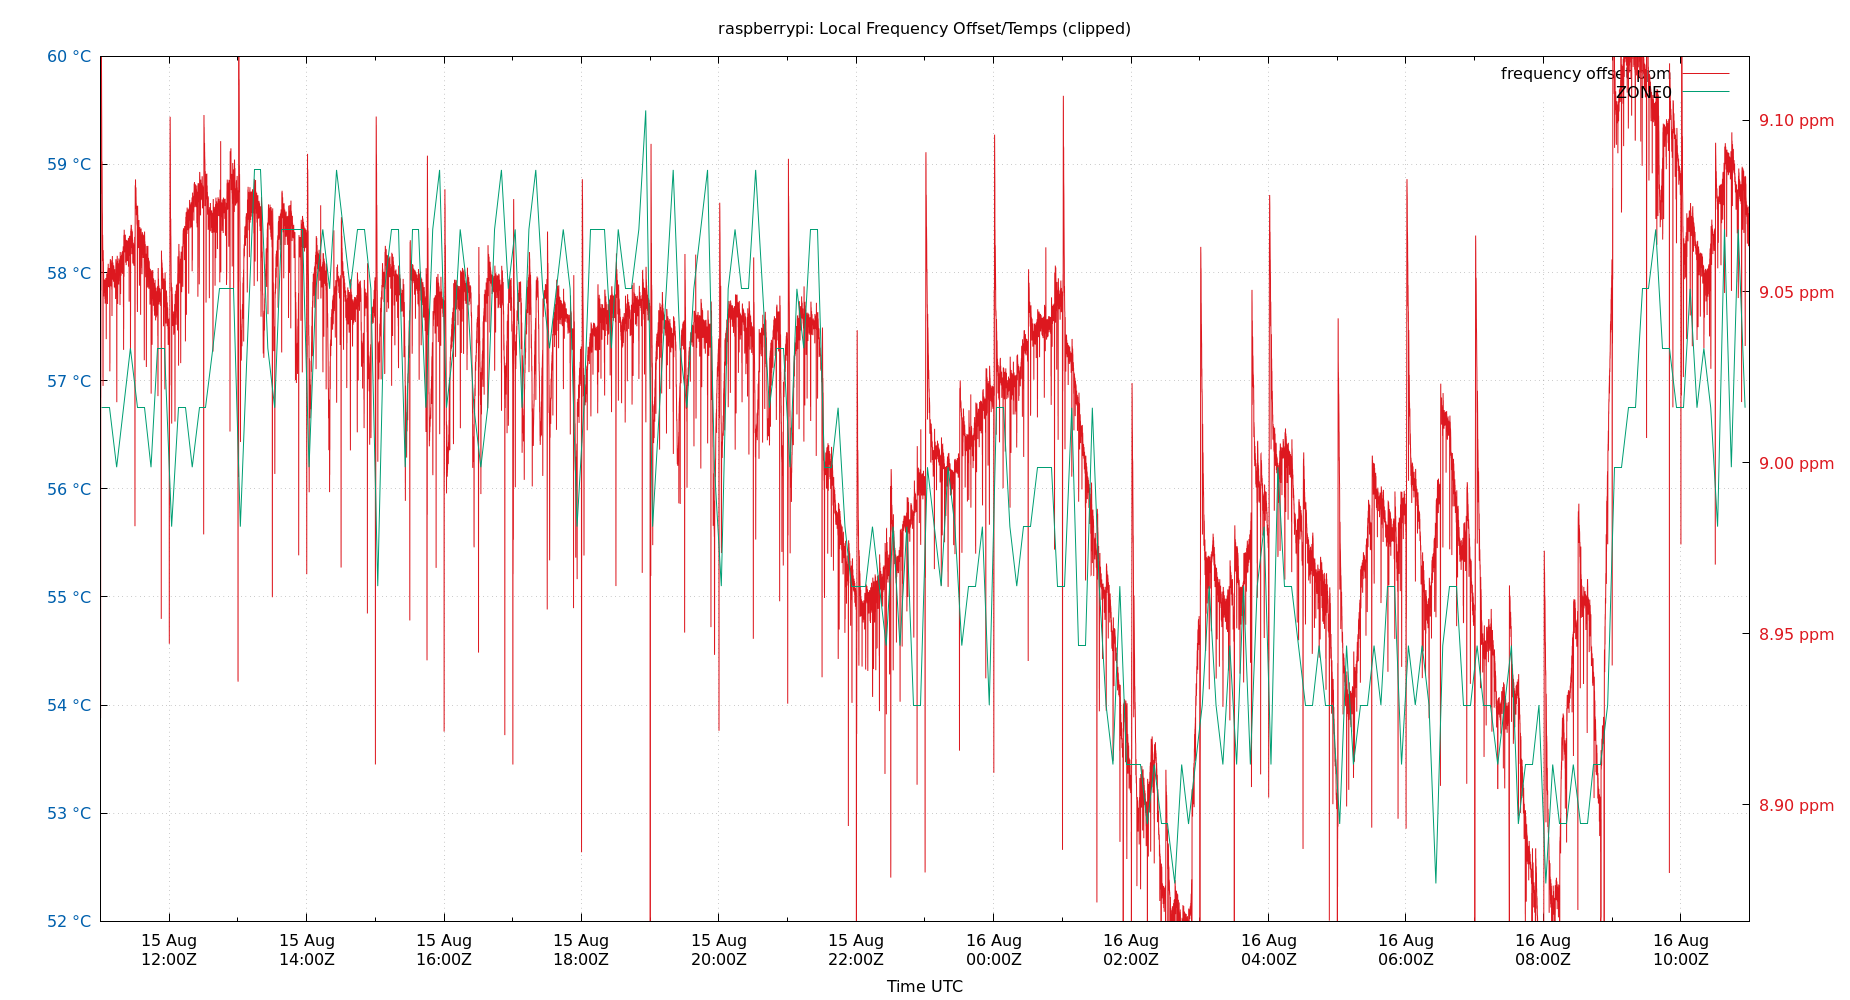 raspberrypi: Local Frequency Offset/Temps (clipped)
60 °C
59 °C
58 °C
57 °C
56 °C
55 °C
54 °C
53 °C
52 °C
frequency offset ppm
ZONE0
9.10 ppm
9.05 ppm
9.00 ppm
8.95 ppm
8.90 ppm
15 Aug
12:00Z
15 Aug
14:00Z
15 Aug
16:00Z
15 Aug
18:00Z
15 Aug
20:00Z
15 Aug
22:00Z
16 Aug
00:00Z
16 Aug
02:00Z
16 Aug
04:00Z
16 Aug
06:00Z
16 Aug
08:00Z
16 Aug
10:00Z
Time UTC